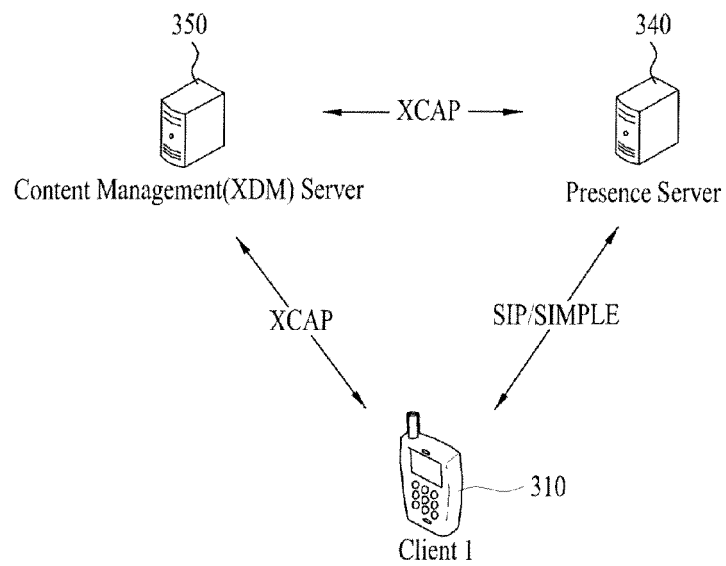 350
340
XCAP
Content Management(XDM) Server
Presence Server
XCAP
SIP/SIMPLE
310
Client 1